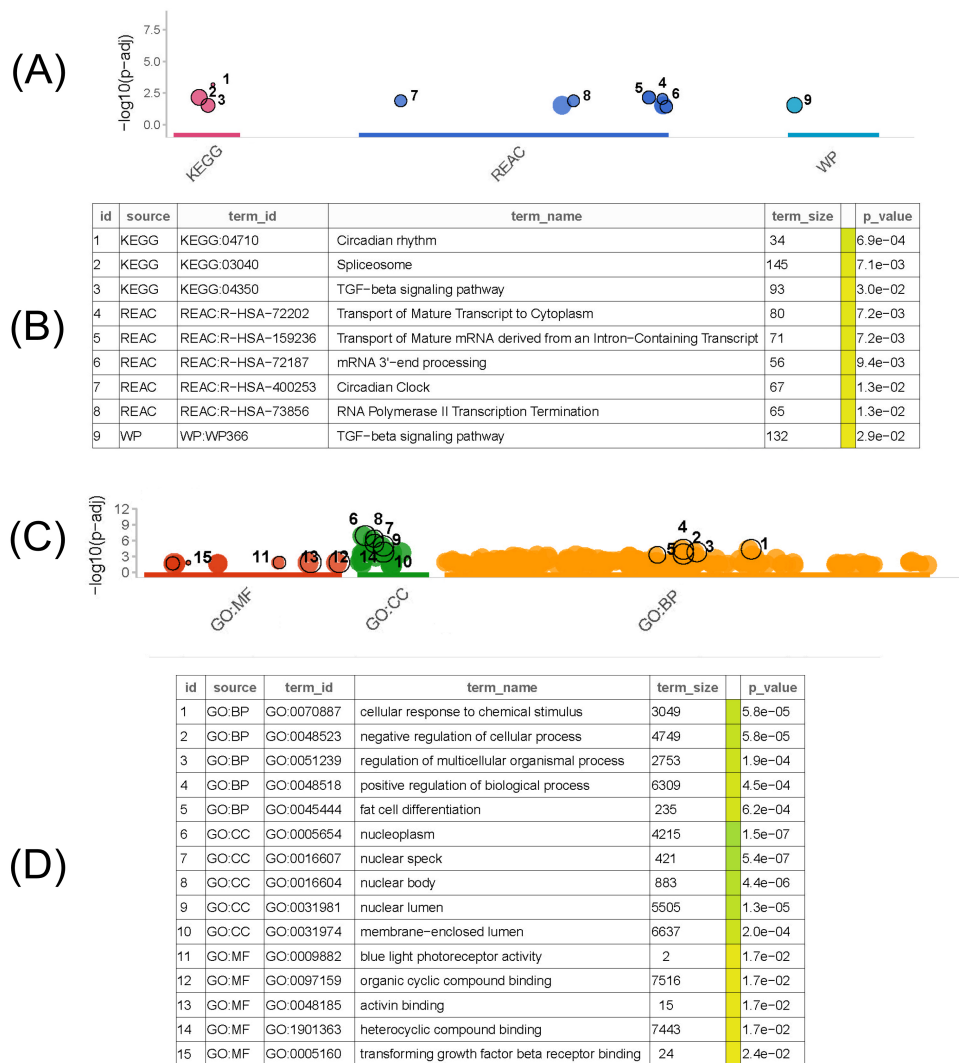 (A)
−log10(p−adj)
7.5
5.0
2.5
0.0
1
2
3
7
8
5
4
6
9
KEGG
REAC
WP
(B)
id source term_id term_name term_size p_value
1 KEGG KEGG:04710 Circadian rhythm 34 6.9e−04
2 KEGG KEGG:03040 Spliceosome 145 7.1e−03
3 KEGG KEGG:04350 TGF−beta signaling pathway 93 3.0e−02
4 REAC REAC:R−HSA−72202 Transport of Mature Transcript to Cytoplasm 80 7.2e−03
5 REAC REAC:R−HSA−159236 Transport of Mature mRNA derived from an Intron−Containing Transcript 71 7.2e−03
6 REAC REAC:R−HSA−72187 mRNA 3'−end processing 56 9.4e−03
7 REAC REAC:R−HSA−400253 Circadian Clock 67 1.3e−02
8 REAC REAC:R−HSA−73856 RNA Polymerase II Transcription Termination 65 1.3e−02
9 WP WP:WP366 TGF−beta signaling pathway 132 2.9e−02
(C)
−log10(p−adj)
12
9
6
3
0
15
11
13
12
6
8
7
9
14
10
5
4
2
3
1
GO:MF
GO:CC
GO:BP
(D)
id source term_id term_name term_size p_value
1 GO:BP GO:0070887 cellular response to chemical stimulus 3049 5.8e−05
2 GO:BP GO:0048523 negative regulation of cellular process 4749 5.8e−05
3 GO:BP GO:0051239 regulation of multicellular organismal process 2753 1.9e−04
4 GO:BP GO:0048518 positive regulation of biological process 6309 4.5e−04
5 GO:BP GO:0045444 fat cell differentiation 235 6.2e−04
6 GO:CC GO:0005654 nucleoplasm 4215 1.5e−07
7 GO:CC GO:0016607 nuclear speck 421 5.4e−07
8 GO:CC GO:0016604 nuclear body 883 4.4e−06
9 GO:CC GO:0031981 nuclear lumen 5505 1.3e−05
10 GO:CC GO:0031974 membrane−enclosed lumen 6637 2.0e−04
11 GO:MF GO:0009882 blue light photoreceptor activity 2 1.7e−02
12 GO:MF GO:0097159 organic cyclic compound binding 7516 1.7e−02
13 GO:MF GO:0048185 activin binding 15 1.7e−02
14 GO:MF GO:1901363 heterocyclic compound binding 7443 1.7e−02
15 GO:MF GO:0005160 transforming growth factor beta receptor binding 24 2.4e−02